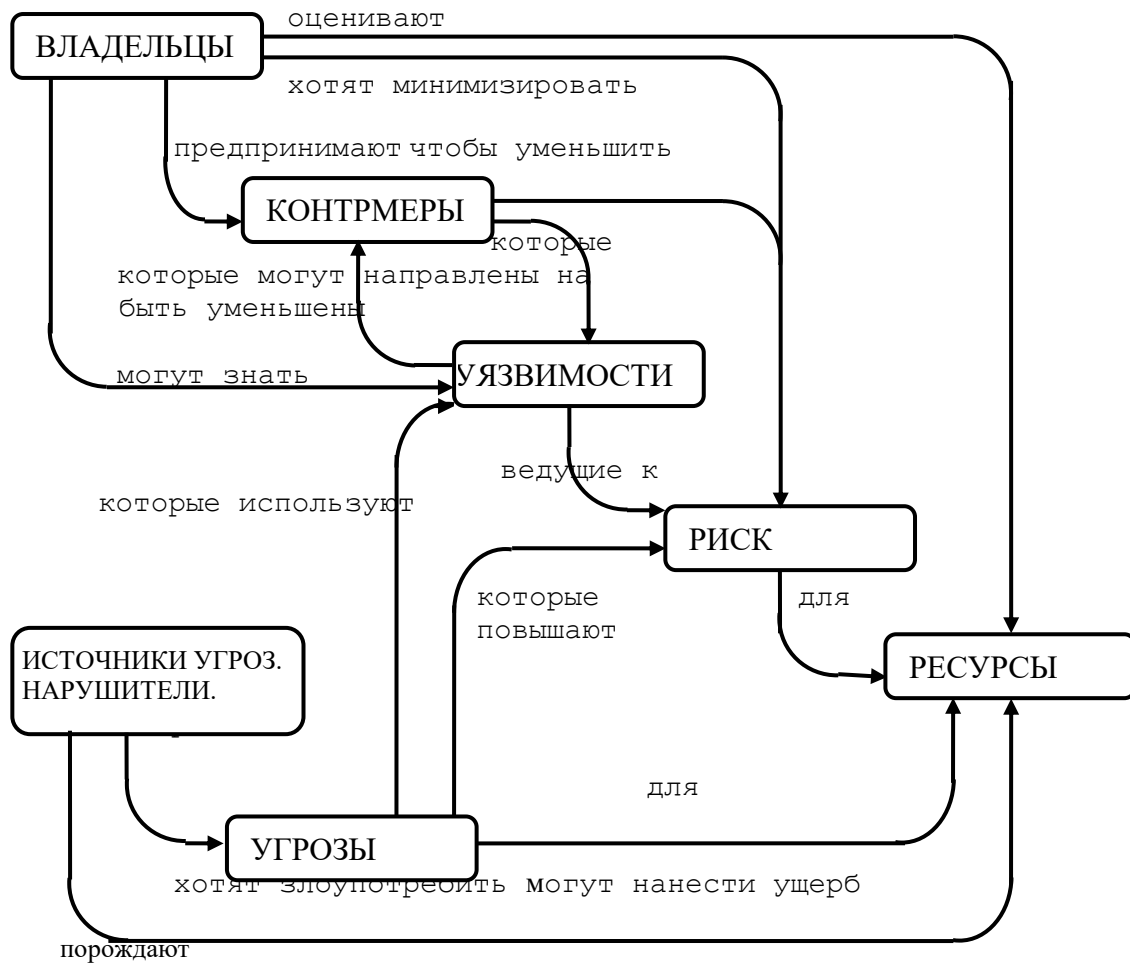 оценивают
ВЛАДЕЛЬЦЫ
хотят минимизировать
предпринимают чтобы уменьшить
КОНТРМЕРЫ
которые
которые могут направлены на
быть уменьшены
могут знать
УЯЗВИМОСТИ
ведущие к
которые используют
РИСК
которые
повышают
для
ИСТОЧНИКИ УГРОЗ.
НАРУШИТЕЛИ.
РЕСУРСЫ
для
УГРОЗЫ
хотят злоупотребить могут нанести ущерб
порождают